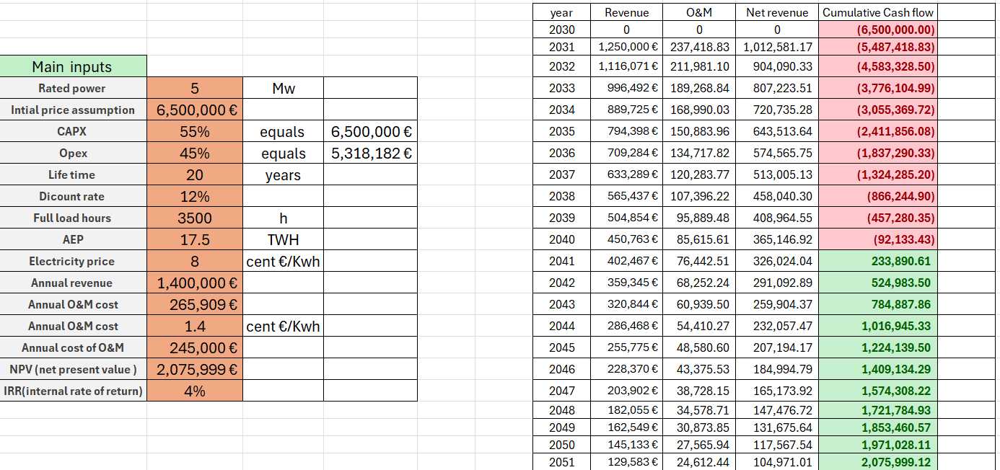 Main inputs
Rated power 5 Mw
Intial price assumption 6,500,000 €
CAPX 55% equals 6,500,000 €
Opex 45% equals 5,318,182 €
Life time 20 years
Dicount rate 12%
Full load hours 3500 h
AEP 17.5 TWH
Electricity price 8 cent €/Kwh
Annual revenue 1,400,000 €
Annual O&M cost 265,909 €
Annual O&M cost 1.4 cent €/Kwh
Annual cost of O&M 245,000 €
NPV ( net present value ) 2,075,999 €
IRR(internal rate of return) 4%
year Revenue O&M Net revenue Cumulative Cash flow
2030 0 0 0 (6,500,000.00)
2031 1,250,000 € 237,418.83 1,012,581.17 (5,487,418.83)
2032 1,116,071 € 211,981.10 904,090.33 (4,583,328.50)
2033 996,492 € 189,268.84 807,223.51 (3,776,104.99)
2034 889,725 € 168,990.03 720,735.28 (3,055,369.72)
2035 794,398 € 150,883.96 643,513.64 (2,411,856.08)
2036 709,284 € 134,717.82 574,565.75 (1,837,290.33)
2037 633,289 € 120,283.77 513,005.13 (1,324,285.20)
2038 565,437 € 107,396.22 458,040.30 (866,244.90)
2039 504,854 € 95,889.48 408,964.55 (457,280.35)
2040 450,763 € 85,615.61 365,146.92 (92,133.43)
2041 402,467 € 76,442.51 326,024.04 233,890.61
2042 359,345 € 68,252.24 291,092.89 524,983.50
2043 320,844 € 60,939.50 259,904.37 784,887.86
2044 286,468 € 54,410.27 232,057.47 1,016,945.33
2045 255,775 € 48,580.60 207,194.17 1,224,139.50
2046 228,370 € 43,375.53 184,994.79 1,409,134.29
2047 203,902 € 38,728.15 165,173.92 1,574,308.22
2048 182,055 € 34,578.71 147,476.72 1,721,784.93
2049 162,549 € 30,873.85 131,675.64 1,853,460.57
2050 145,133 € 27,565.94 117,567.54 1,971,028.11
2051 129,583 € 24,612.44 104,971.01 2,075,999.12